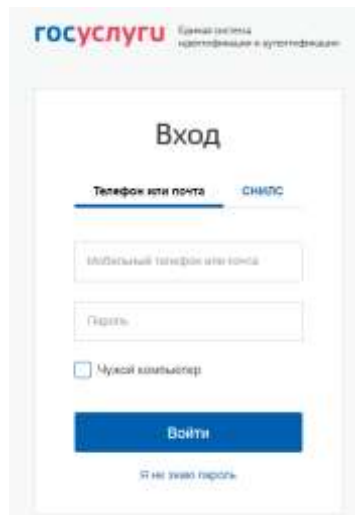 госуслуги
Единая система
идентификации и аутентификации
Вход
Телефон или почта СНИЛС
Мобильный телефон или почта
Пароль
Чужой компьютер
Войти
Я не знаю пароль